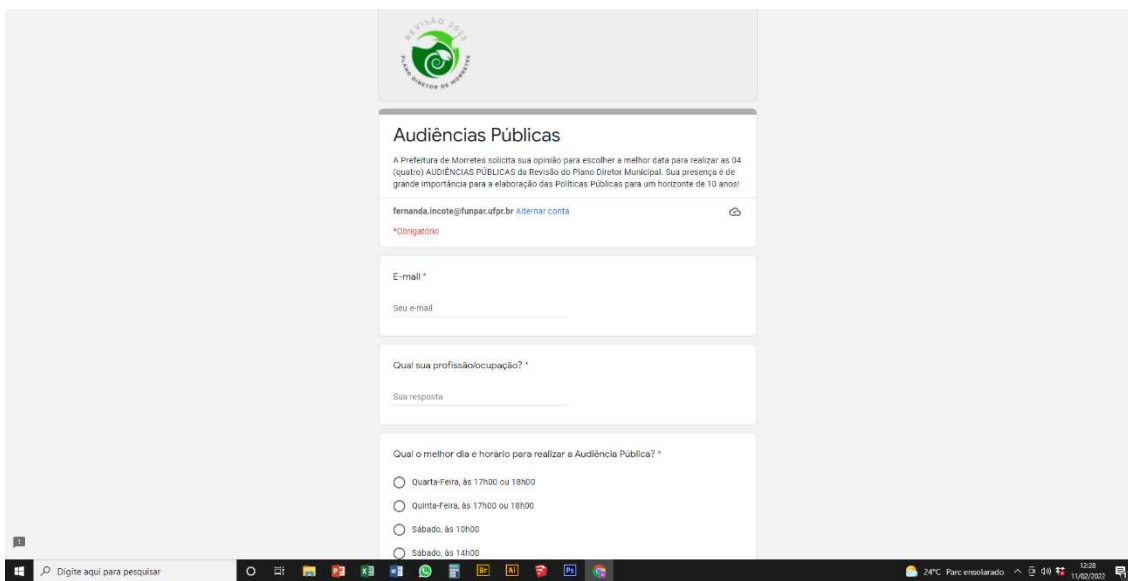 REVISÃO 2022
PLANO DIRETOR DE MORRETES
Audiências Públicas
A Prefeitura de Morretes solicita sua opinião para escolher a melhor data para realizar as 04
(quatro) AUDIÊNCIAS PÚBLICAS da Revisão do Plano Diretor Municipal. Sua presença é de
grande importância para a elaboração das Políticas Públicas para um horizonte de 10 anos!
fernanda.incote@funpar.ufpr.br Alternar conta
*Obrigatório
E-mail *
Seu e-mail
Qual sua profissão/ocupação? *
Sua resposta
Qual o melhor dia e horário para realizar a Audiência Pública? *
Quarta-Feira, às 17h00 ou 18h00
Quinta-Feira, às 17h00 ou 18h00
Sábado, às 10h00
Sábado, às 14h00
Digite aqui para pesquisar
Br
Ai
Ps
24°C Parc ensolarado
12:28
11/02/2022